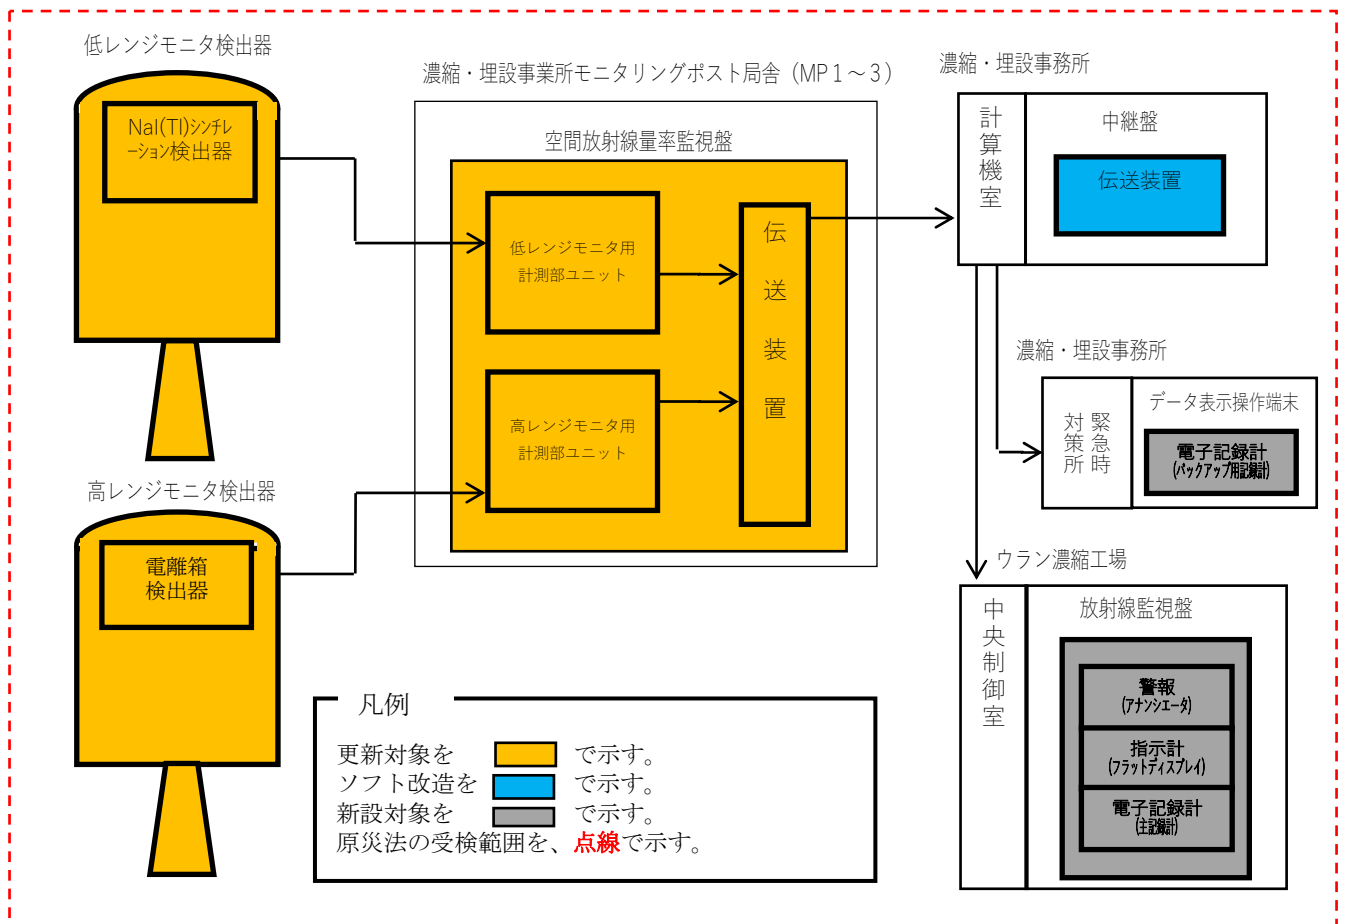 低レンジモニタ検出器
NaI(Tl)シンチレ
ーション検出器
高レンジモニタ検出器
電離箱
検出器
濃縮・埋設事業所モニタリングポスト局舎（MP１～３）
空間放射線量率監視盤
低レンジモニタ用
計測部ユニット
高レンジモニタ用
計測部ユニット
伝送装置
濃縮・埋設事務所
計算機室
中継盤
伝送装置
濃縮・埋設事務所
緊急時
対策所
データ表示操作端末
電子記録計
(バックアップ用記録計)
ウラン濃縮工場
中央制御室
放射線監視盤
警報
(アナンシエータ)
指示計
(フラットディスプレイ)
電子記録計
(主記録計)
凡例
更新対象を で示す。
ソフト改造を で示す。
新設対象を で示す。
原災法の受検範囲を、点線で示す。